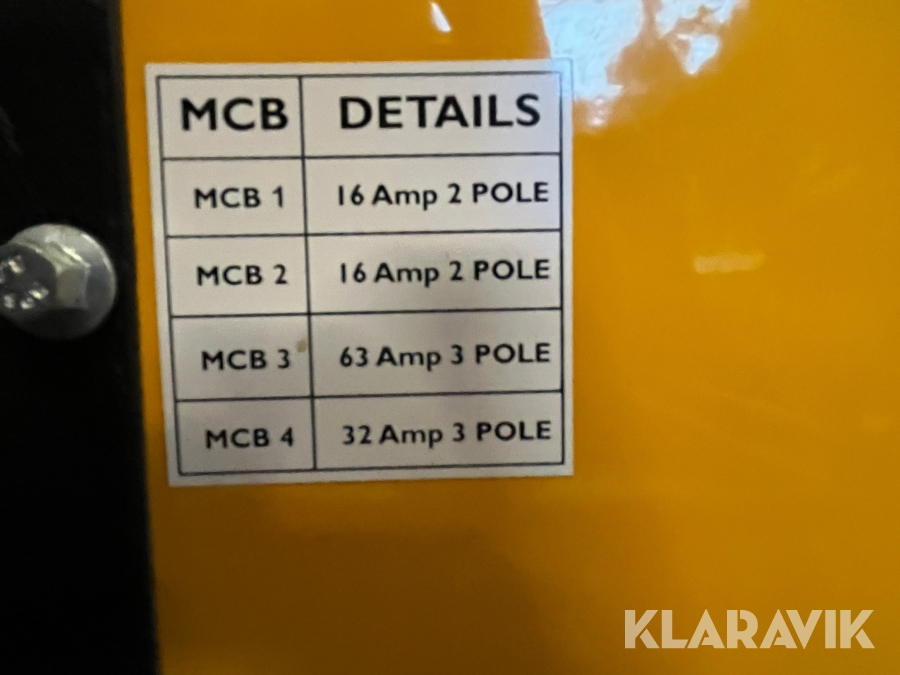 MCB DETAILS
MCB 1 16 Amp 2 POLE
MCB 2 16 Amp 2 POLE
MCB 3 63 Amp 3 POLE
MCB 4 32 Amp 3 POLE
KLARAVIK